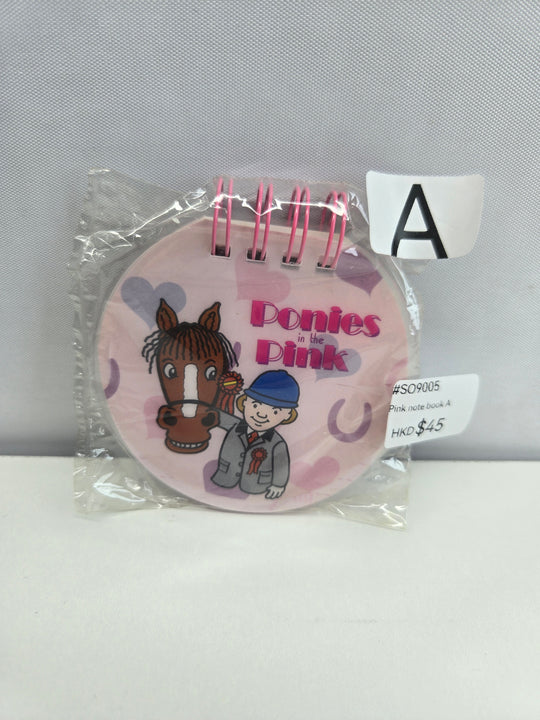 A
Ponies
in the
Pink
#SO9005
Pink note book A
HKD $45